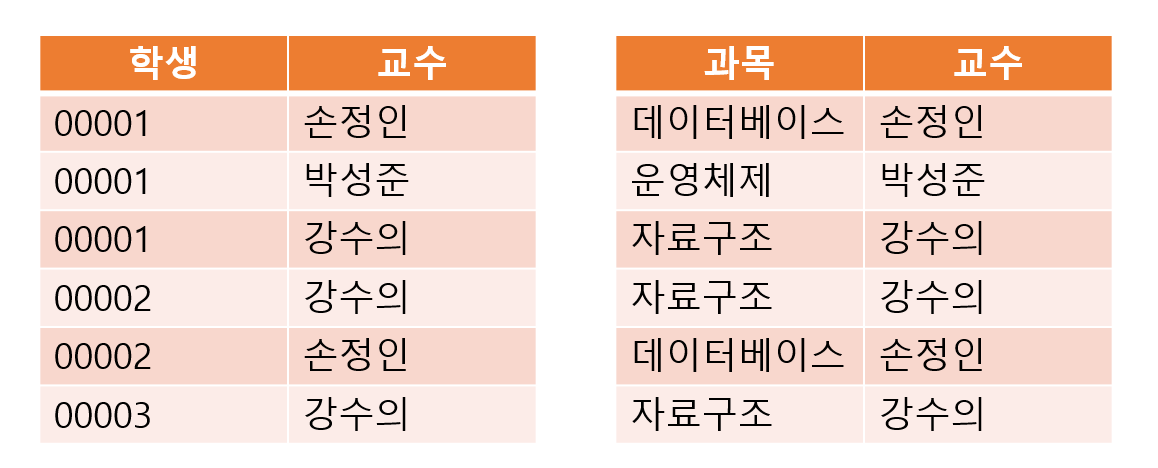 학생 교수 과목 교수
00001 손정인 데이터베이스 손정인
00001 박성준 운영체제 박성준
00001 강수의 자료구조 강수의
00002 강수의 자료구조 강수의
00002 손정인 데이터베이스 손정인
00003 강수의 자료구조 강수의